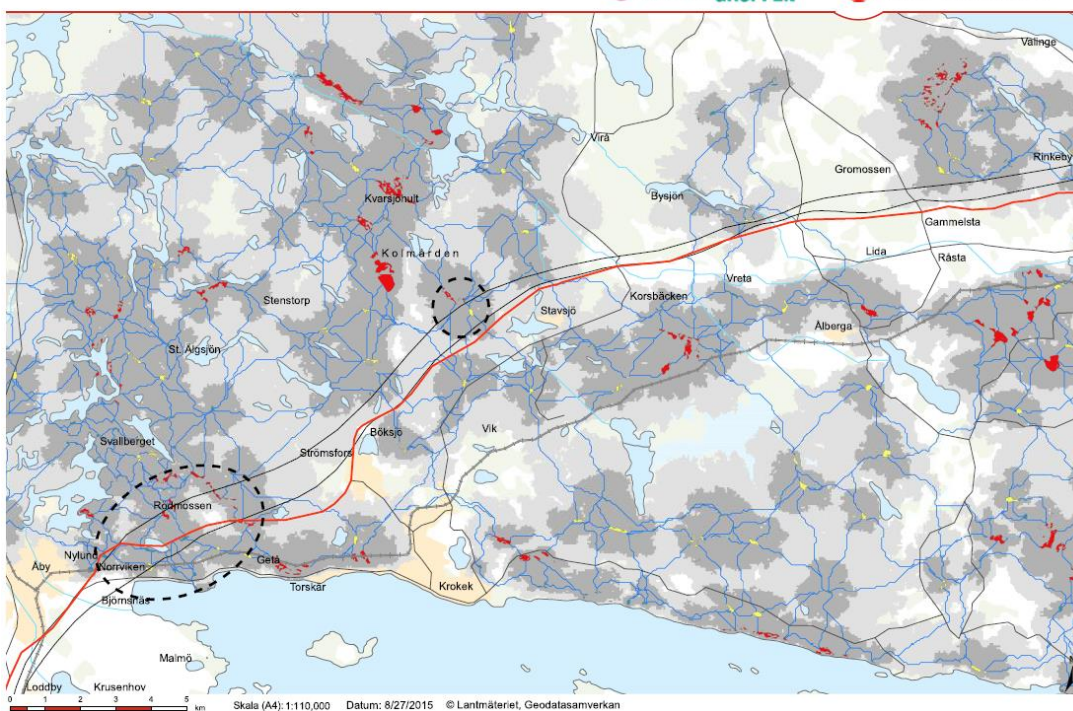 Välinge
Virå
Gromossen
Rinkeby
Kvarsjöhult
Bysjön
Gammelsta
Kolmården
Lida
Råsta
Vreta
Stenstorp
Korsbäcken
Stavsjö
Ålberga
St. Älgsjön
Böksjö
Vik
Svallberget
Strömsfors
Rödmossen
Nylund
Getå
Åby
Norrviken
Torskär
Krokek
Björnsnäs
Malmö
Loddby
Krusenhov
0 1 2 3 4 5
km
Skala (A4): 1:110,000 Datum: 8/27/2015 © Lantmäteriet, Geodatasamverkan